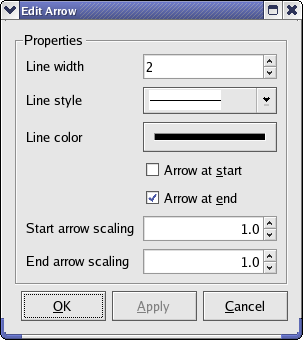 Edit Arrow
Properties
Line width 2
Line style
Line color
Arrow at start
Arrow at end
Start arrow scaling 1.0
End arrow scaling 1.0
OK Apply Cancel